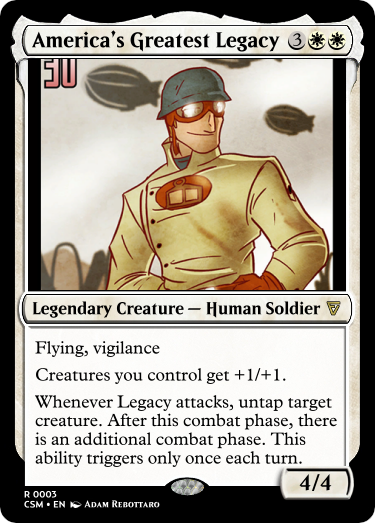 America's Greatest Legacy 3
30
Legendary Creature — Human Soldier
Flying, vigilance
Creatures you control get +1/+1.
Whenever Legacy attacks, untap target
creature. After this combat phase, there
is an additional combat phase. This
ability triggers only once each turn.
4/4
R 0003
CSM • EN Adam Rebottaro